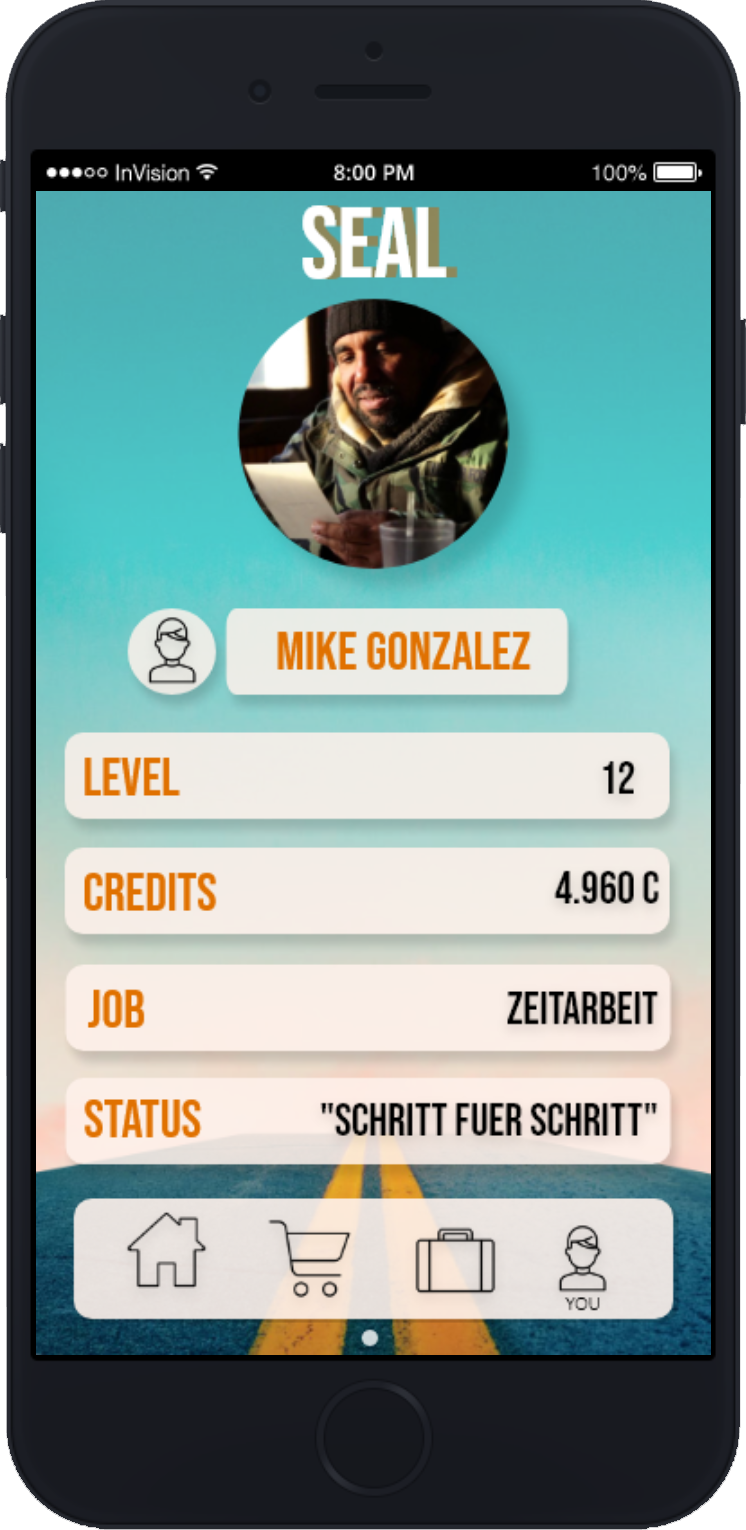 InVision 8:00 PM 100%
SEAL.
MIKE GONZALEZ
LEVEL 12
CREDITS 4.960 C
JOB ZEITARBEIT
STATUS "SCHRITT FUER SCHRITT"
YOU